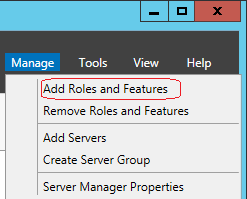 Manage Tools View Help
Add Roles and Features
Remove Roles and Features
Add Servers
Create Server Group
Server Manager Properties